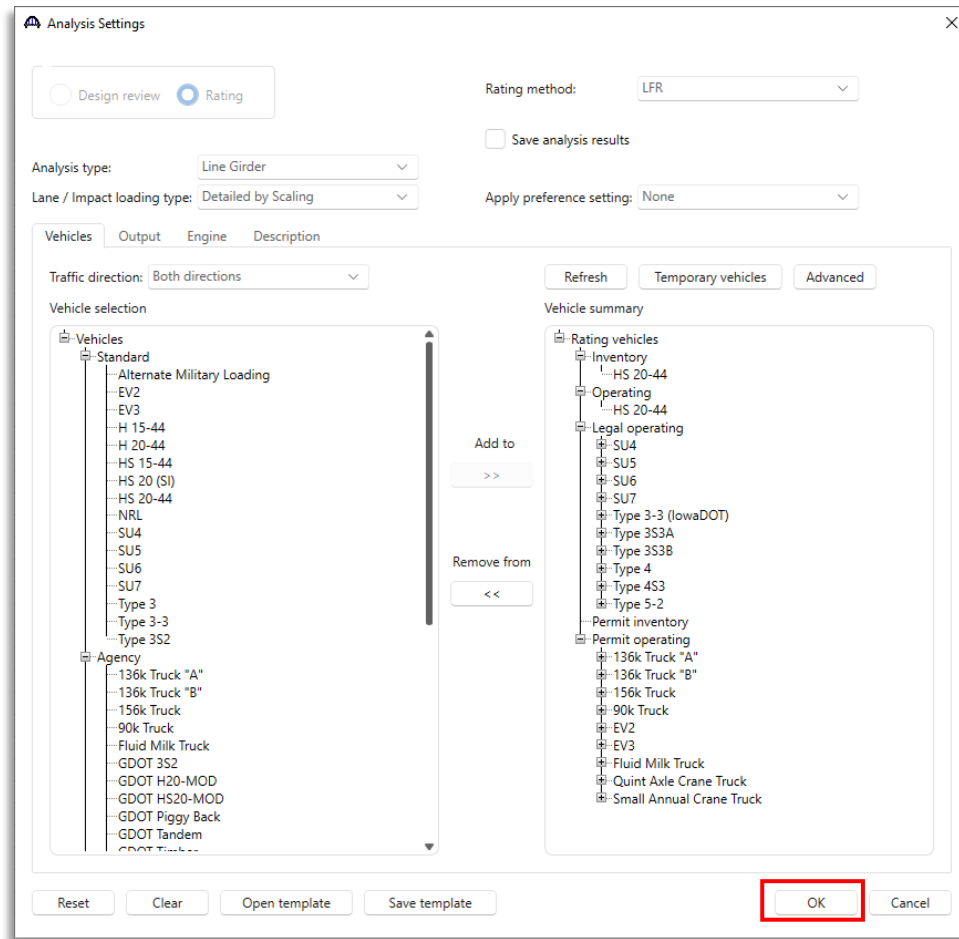 Analysis Settings
Design review
Rating
Rating method:
LFR
Save analysis results
Analysis type:
Line Girder
Lane / Impact loading type:
Detailed by Scaling
Apply preference setting:
None
Vehicles
Output
Engine
Description
Traffic direction:
Both directions
Refresh
Temporary vehicles
Advanced
Vehicle selection
Vehicles
Standard
Alternate Military Loading
EV2
EV3
H 15-44
H 20-44
HS 15-44
HS 20 (SI)
HS 20-44
NRL
SU4
SU5
SU6
SU7
Type 3
Type 3-3
Type 3S2
Agency
136k Truck "A"
136k Truck "B"
156k Truck
90k Truck
Fluid Milk Truck
GDOT 3S2
GDOT H20-MOD
GDOT HS20-MOD
GDOT Piggy Back
GDOT Tandem
GDOT Timber
Add to
>>
Remove from
<<
Vehicle summary
Rating vehicles
Inventory
HS 20-44
Operating
HS 20-44
Legal operating
SU4
SU5
SU6
SU7
Type 3-3 (IowaDOT)
Type 3S3A
Type 3S3B
Type 4
Type 4S3
Type 5-2
Permit inventory
Permit operating
136k Truck "A"
136k Truck "B"
156k Truck
90k Truck
EV2
EV3
Fluid Milk Truck
Quint Axle Crane Truck
Small Annual Crane Truck
Reset
Clear
Open template
Save template
OK
Cancel